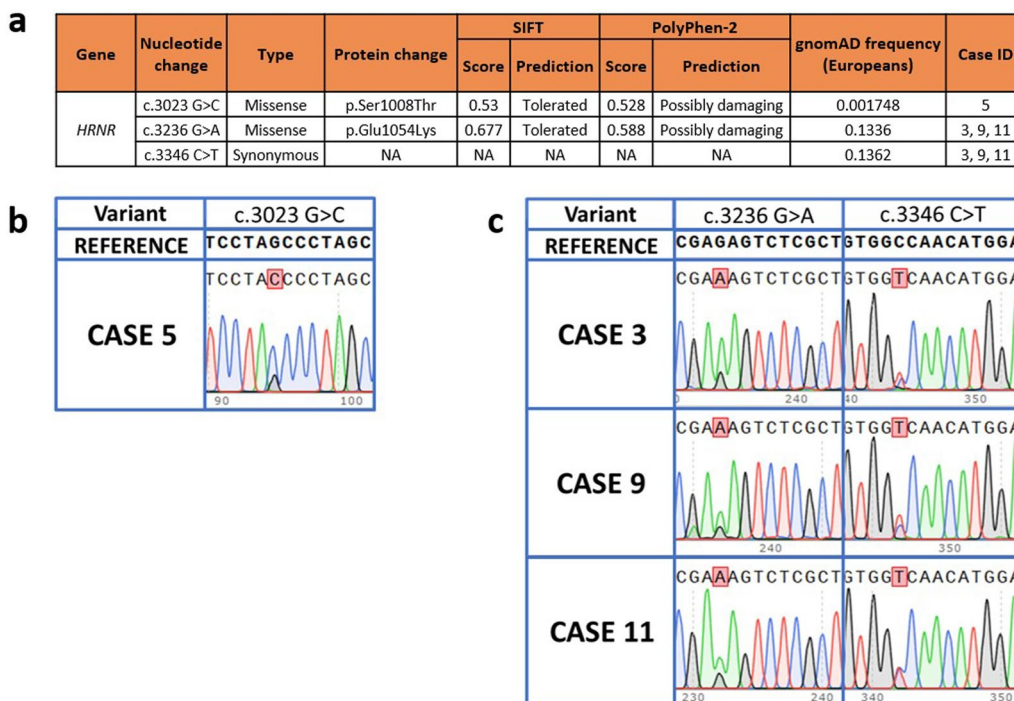 a
Gene Nucleotide change Type Protein change SIFT PolyPhen-2 gnomAD frequency (Europeans) Case ID
Score Prediction Score Prediction
HRNR c.3023 G>C Missense p.Ser1008Thr 0.53 Tolerated 0.528 Possibly damaging 0.001748 5
c.3236 G>A Missense p.Glu1054Lys 0.677 Tolerated 0.588 Possibly damaging 0.1336 3, 9, 11
c.3346 C>T Synonymous NA NA NA NA NA 0.1362 3, 9, 11
b
Variant c.3023 G>C
REFERENCE TCCTAGCCCTAGC
TCCTACCCCTAGC
CASE 5
90 100
c
Variant c.3236 G>A c.3346 C>T
REFERENCE CGAGAGTCTCGCT GTGGCCAACATGGA
CGAAAGTCTCGCT GTGGTCAACATGGA
CASE 3
0 240 40 350
CGAAAGTCTCGCT GTGGTCAACATGGA
CASE 9
240 350
CGAAAGTCTCGCT GTGGTCAACATGGA
CASE 11
230 240 340 350